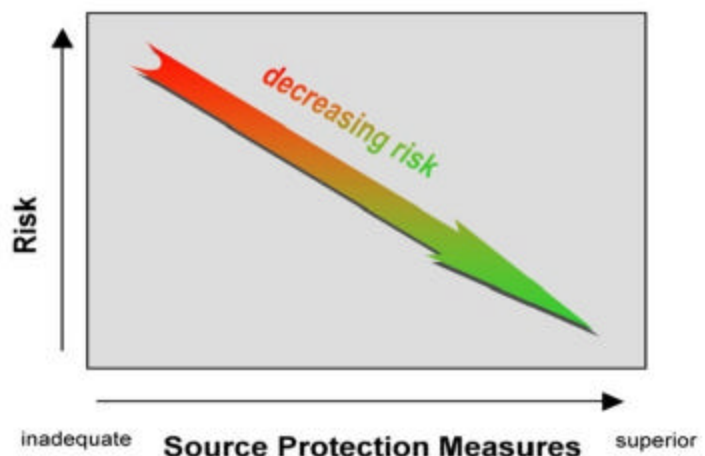 decreasing risk
Risk
inadequate
Source Protection Measures
superior